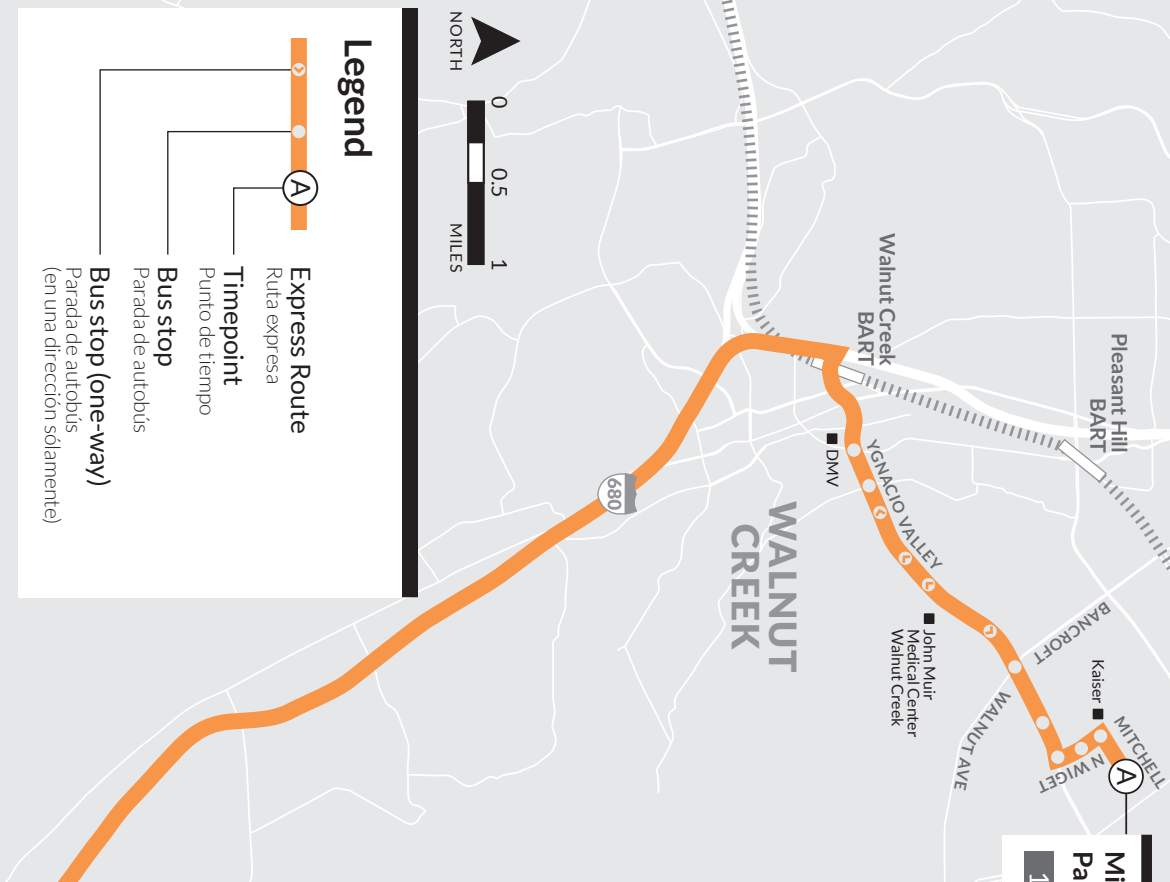 Legend
Express Route
Ruta expresa
A
Timepoint
Punto de tiempo
Bus stop
Parada de autobús
Bus stop (one-way)
Parada de autobús
(en una dirección sólamente)
NORTH
0 0.5 1
MILES
Walnut Creek
BART
Pleasant Hill
BART
DMV
YGNACIO VALLEY
WALNUT
CREEK
680
John Muir
Medical Center
Walnut Creek
BANCROFT
WALNUT AVE
Kaiser
MITCHELL
N WIGET
A